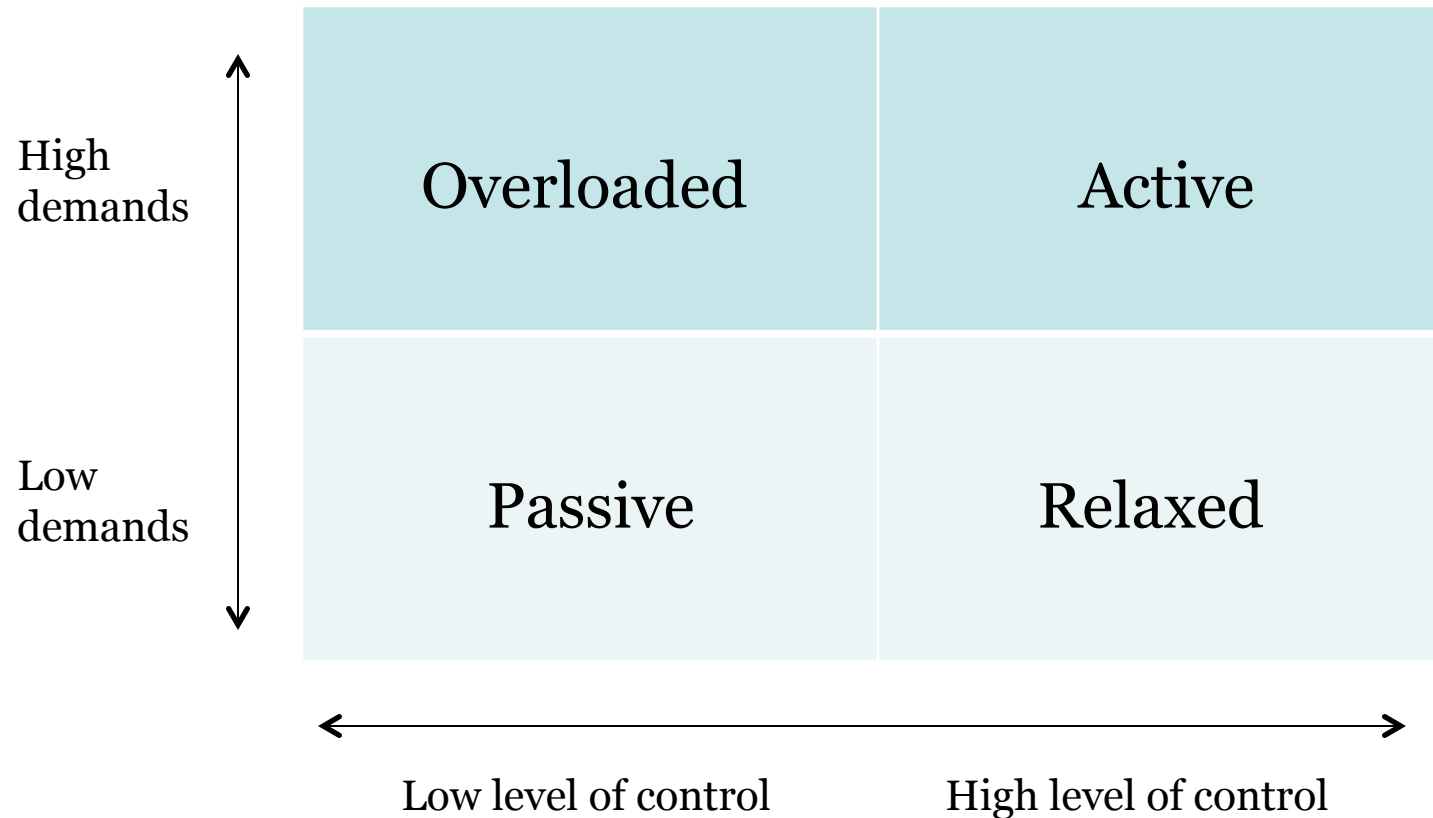 High
demands
Overloaded
Active
Low
demands
Passive
Relaxed
Low level of control
High level of control